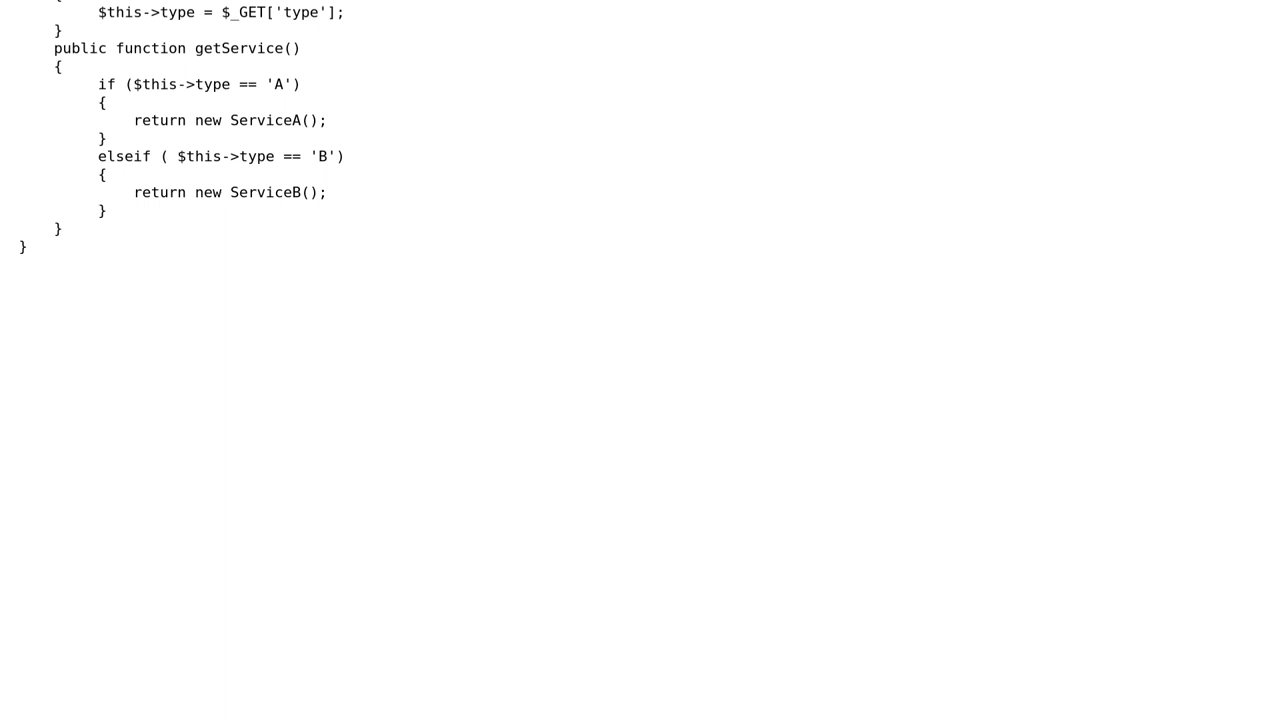 $this->type = $_GET['type'];
}
public function getService()
{
if ($this->type == 'A')
{
return new ServiceA();
}
elseif ( $this->type == 'B')
{
return new ServiceB();
}
}
}